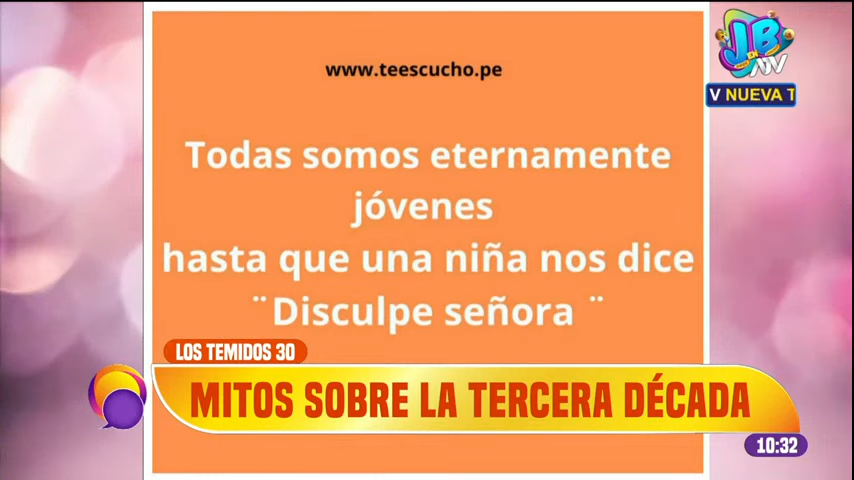 www.teescucho.pe
JB
ATV
V NUEVA T
Todas somos eternamente
jóvenes
hasta que una niña nos dice
¨Disculpe señora ¨
LOS TEMIDOS 30
MITOS SOBRE LA TERCERA DÉCADA
10:32